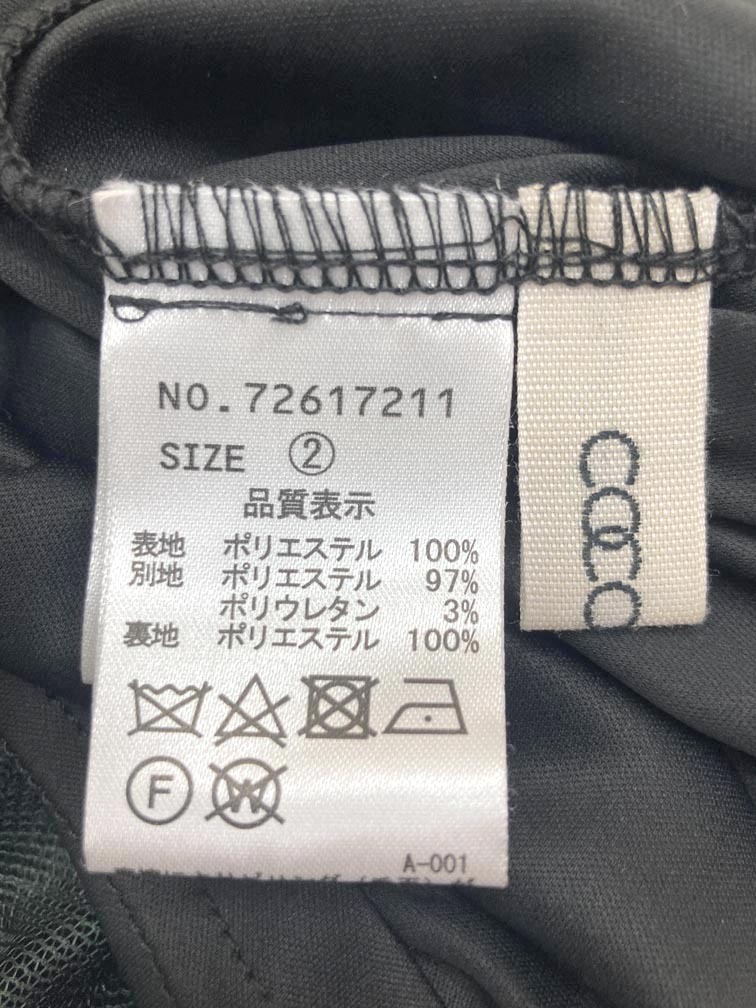 NO.72617211
SIZE ②
品質表示
表地 ポリエステル 100%
別地 ポリエステル 97%
ポリウレタン 3%
裏地 ポリエステル 100%
F
W
A-001